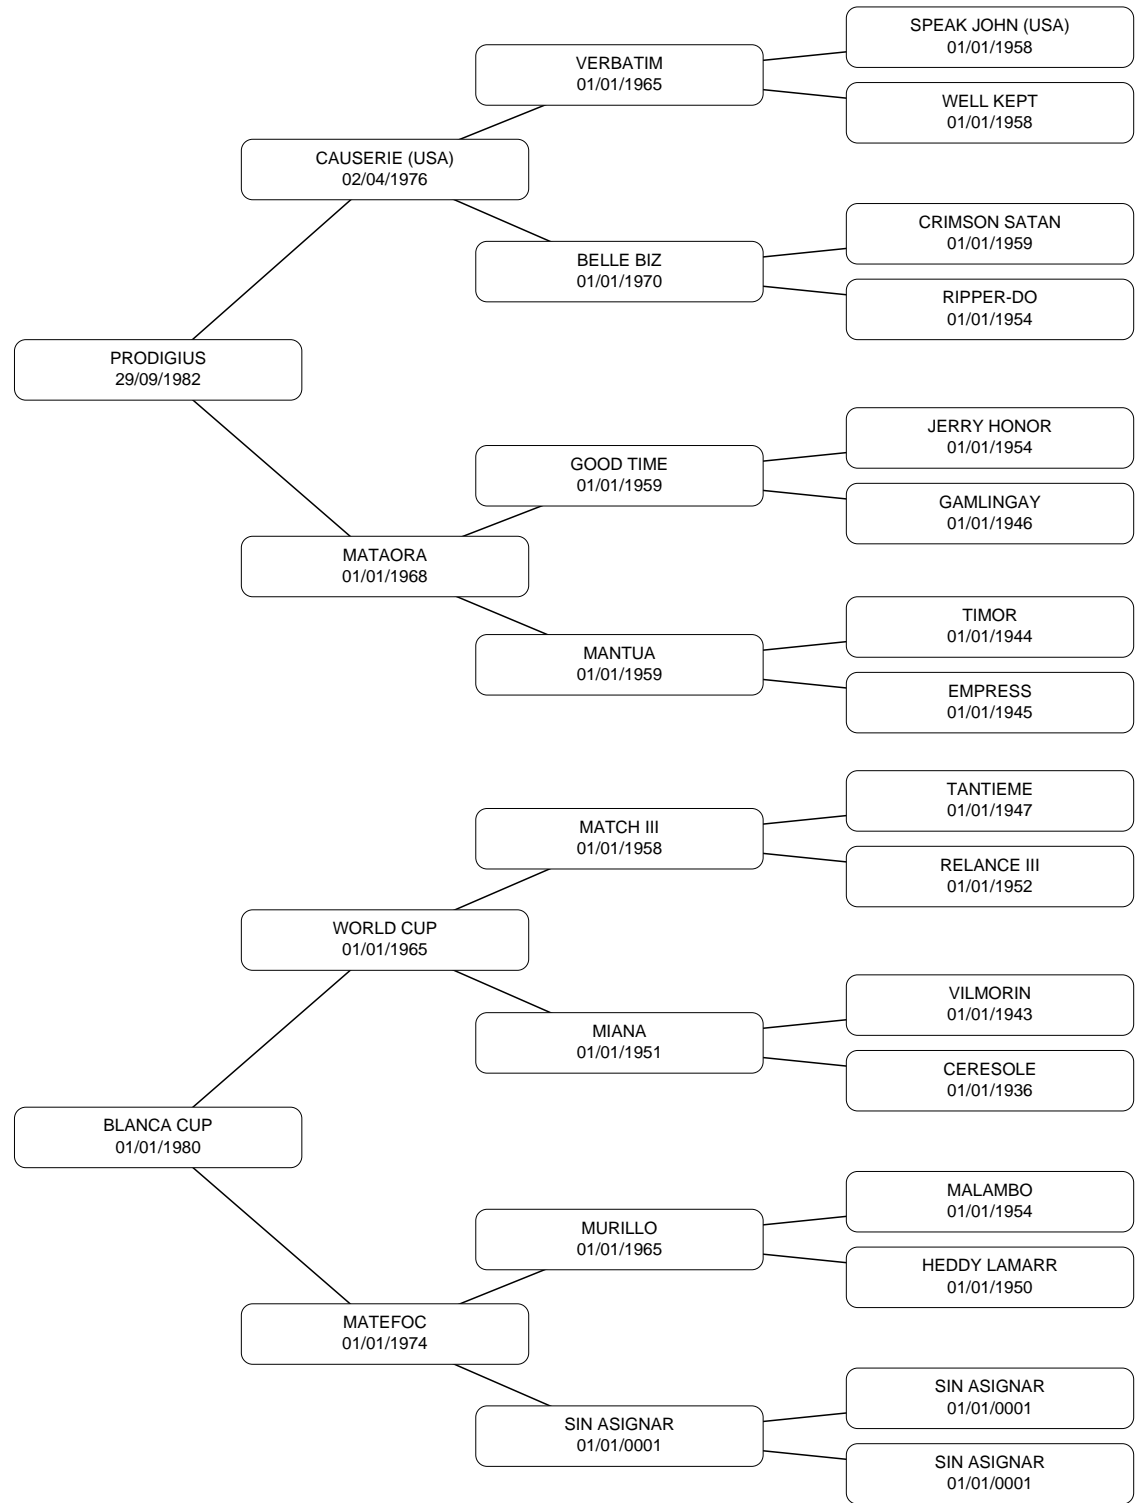 SPEAK JOHN (USA)
01/01/1958
VERBATIM
01/01/1965
WELL KEPT
01/01/1958
CAUSERIE (USA)
02/04/1976
CRIMSON SATAN
01/01/1959
BELLE BIZ
01/01/1970
RIPPER-DO
01/01/1954
PRODIGIUS
29/09/1982
JERRY HONOR
01/01/1954
GOOD TIME
01/01/1959
GAMLINGAY
01/01/1946
MATAORA
01/01/1968
TIMOR
01/01/1944
MANTUA
01/01/1959
EMPRESS
01/01/1945
TANTIEME
01/01/1947
MATCH III
01/01/1958
RELANCE III
01/01/1952
WORLD CUP
01/01/1965
VILMORIN
01/01/1943
MIANA
01/01/1951
CERESOLE
01/01/1936
BLANCA CUP
01/01/1980
MALAMBO
01/01/1954
MURILLO
01/01/1965
HEDDY LAMARR
01/01/1950
MATEFOC
01/01/1974
SIN ASIGNAR
01/01/0001
SIN ASIGNAR
01/01/0001
SIN ASIGNAR
01/01/0001